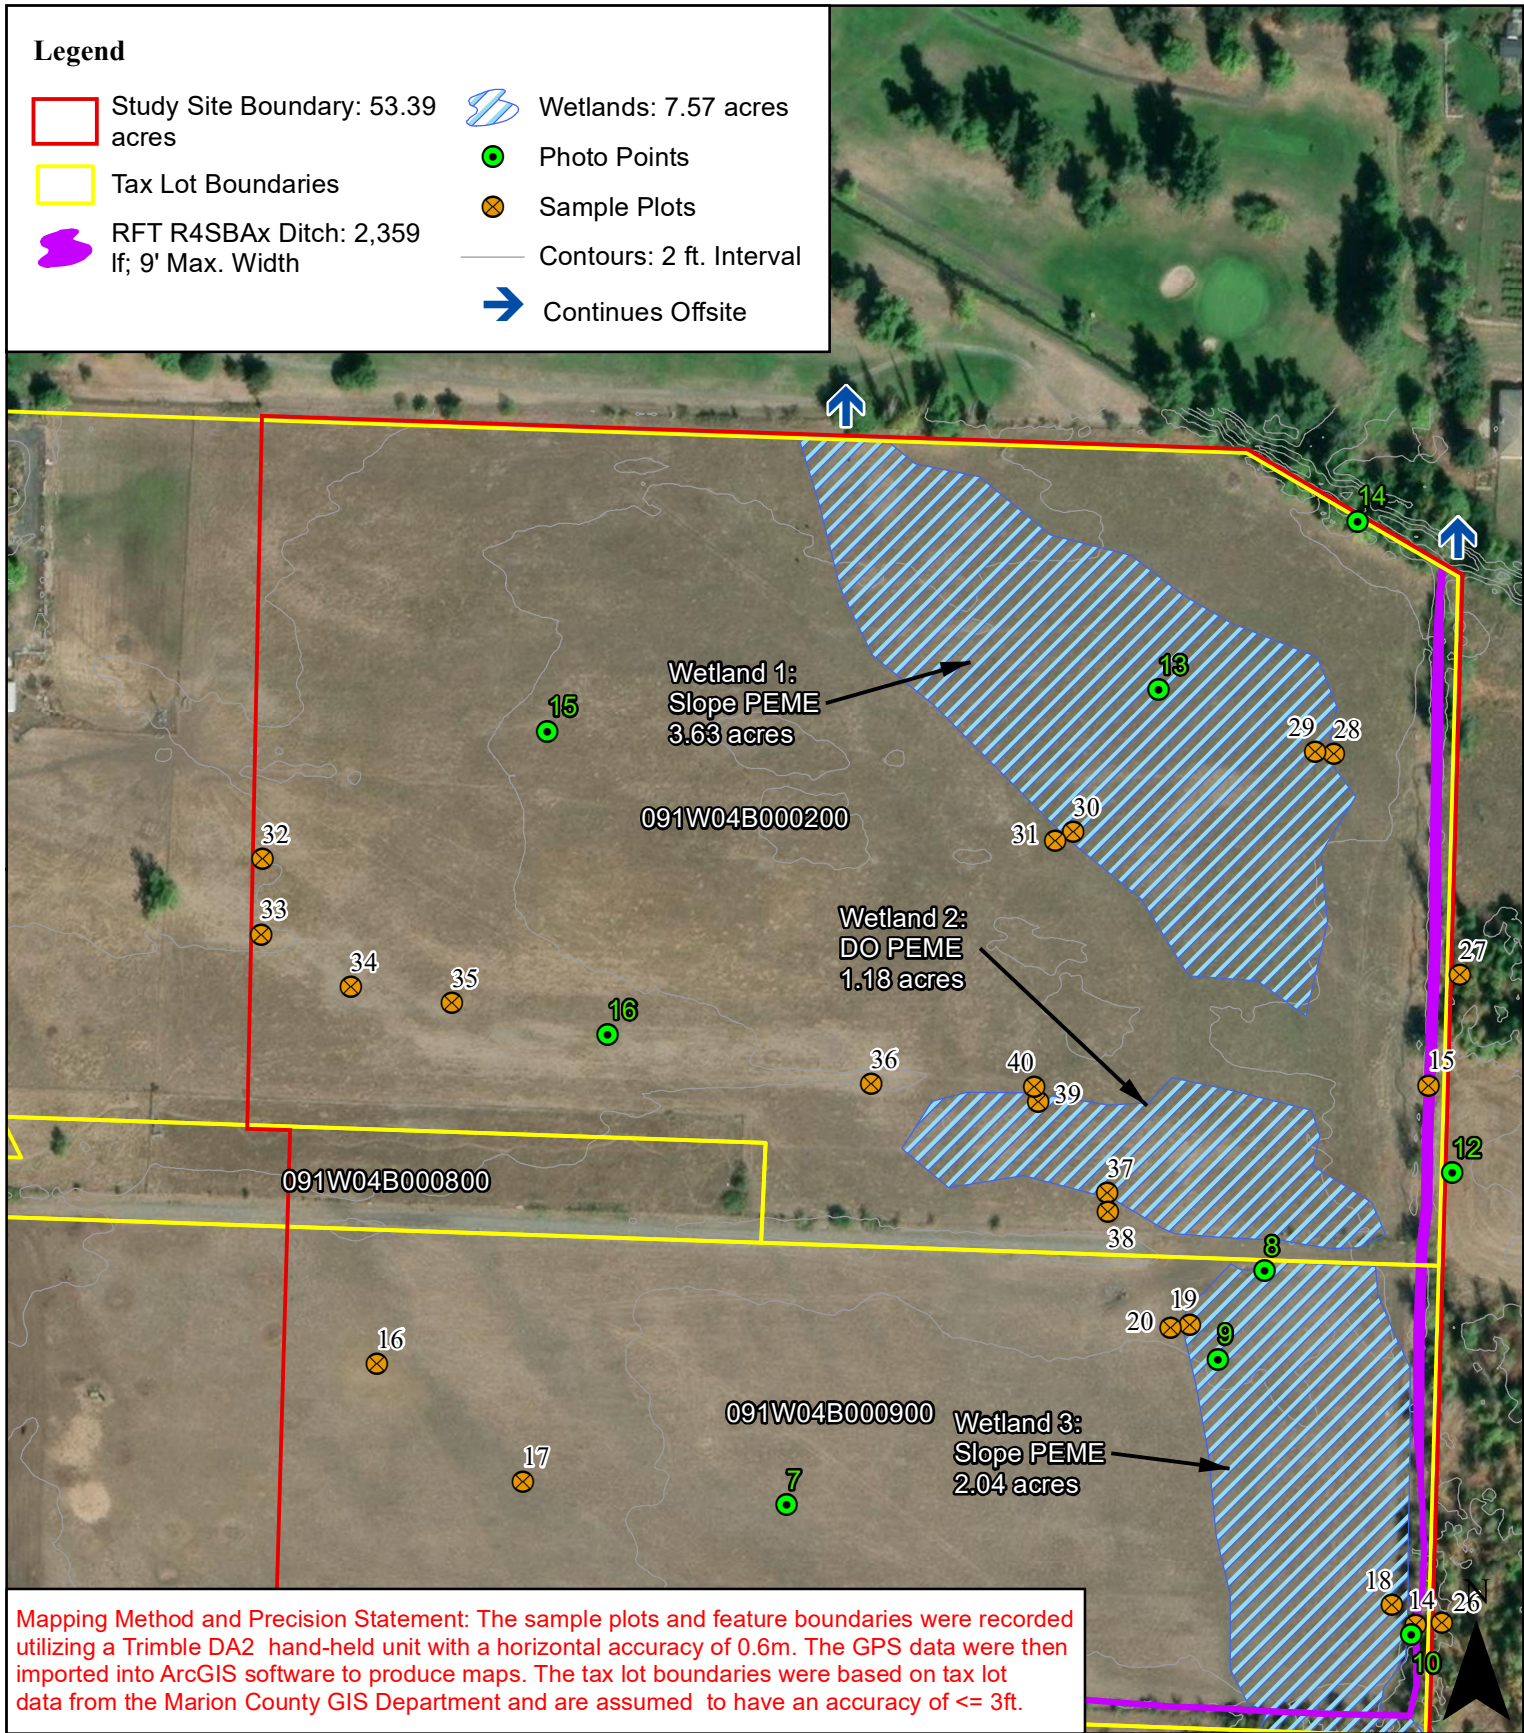 Legend
Study Site Boundary: 53.39
acres
Tax Lot Boundaries
RFT R4SBAx Ditch: 2,359
lf; 9' Max. Width
Wetlands: 7.57 acres
Photo Points
Sample Plots
Contours: 2 ft. Interval
Continues Offsite
14
13
Wetland 1:
Slope PEME
3.63 acres
15
29
28
091W04B000200
30
31
32
33
Wetland 2:
DO PEME
1.18 acres
34
35
27
16
36
40
39
15
12
091W04B000800
37
38
8
19
20
9
16
091W04B000900
Wetland 3:
Slope PEME
2.04 acres
17
7
18
14
26
N
10
Mapping Method and Precision Statement: The sample plots and feature boundaries were recorded
utilizing a Trimble DA2 hand-held unit with a horizontal accuracy of 0.6m. The GPS data were then
imported into ArcGIS software to produce maps. The tax lot boundaries were based on tax lot
data from the Marion County GIS Department and are assumed to have an accuracy of <= 3ft.